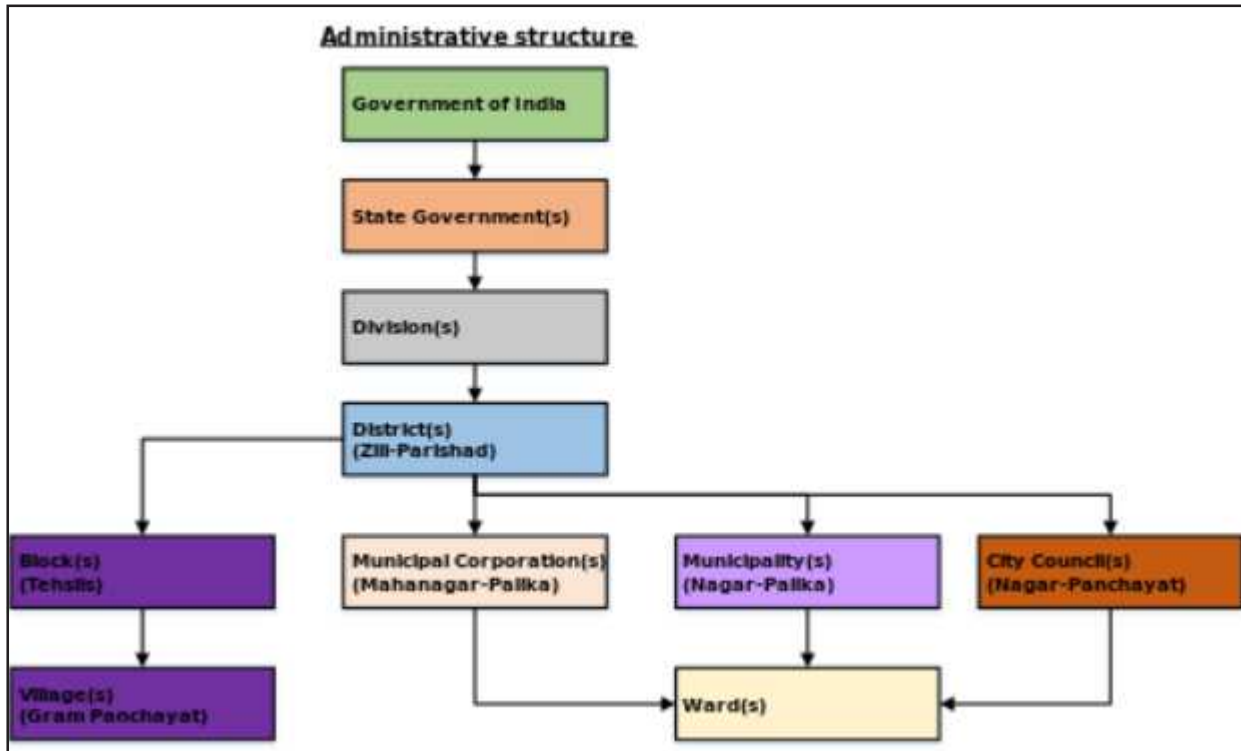 Administrative structure
Government of India
State Government(s)
Division(s)
District(s)
(Zill-Parishad)
Block(s)
(Tehsils)
Municipal Corporation(s)
(Mahanagar-Palika)
Municipality(s)
(Nagar-Palika)
City Council(s)
(Nagar-Panchayat)
Village(s)
(Gram Panchayat)
Ward(s)